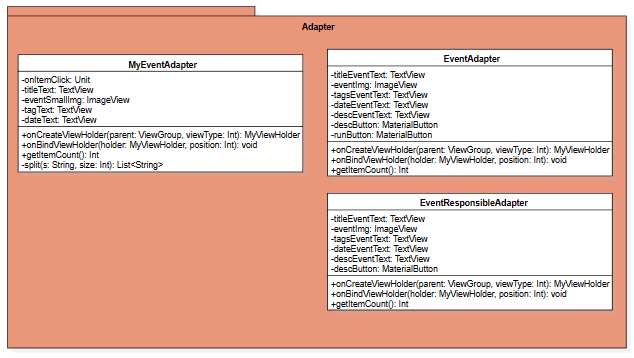 Adapter
MyEventAdapter
-onItemClick: Unit
-titleText: TextView
-eventSmallImg: ImageView
-tagText: TextView
-dateText: TextView
+onCreateViewHolder(parent: ViewGroup, viewType: Int): MyViewHolder
+onBindViewHolder(holder: MyViewHolder, position: Int): void
+getItemCount(): Int
-split(s: String, size: Int): List<String>
EventAdapter
-titleEventText: TextView
-eventImg: ImageView
-tagsEventText: TextView
-dateEventText: TextView
-descEventText: TextView
-descButton: MaterialButton
-runButton: MaterialButton
+onCreateViewHolder(parent: ViewGroup, viewType: Int): MyViewHolder
+onBindViewHolder(holder: MyViewHolder, position: Int): void
+getItemCount(): Int
EventResponsibleAdapter
-titleEventText: TextView
-eventImg: ImageView
-tagsEventText: TextView
-dateEventText: TextView
-descEventText: TextView
-descButton: MaterialButton
+onCreateViewHolder(parent: ViewGroup, viewType: Int): MyViewHolder
+onBindViewHolder(holder: MyViewHolder, position: Int): void
+getItemCount(): Int